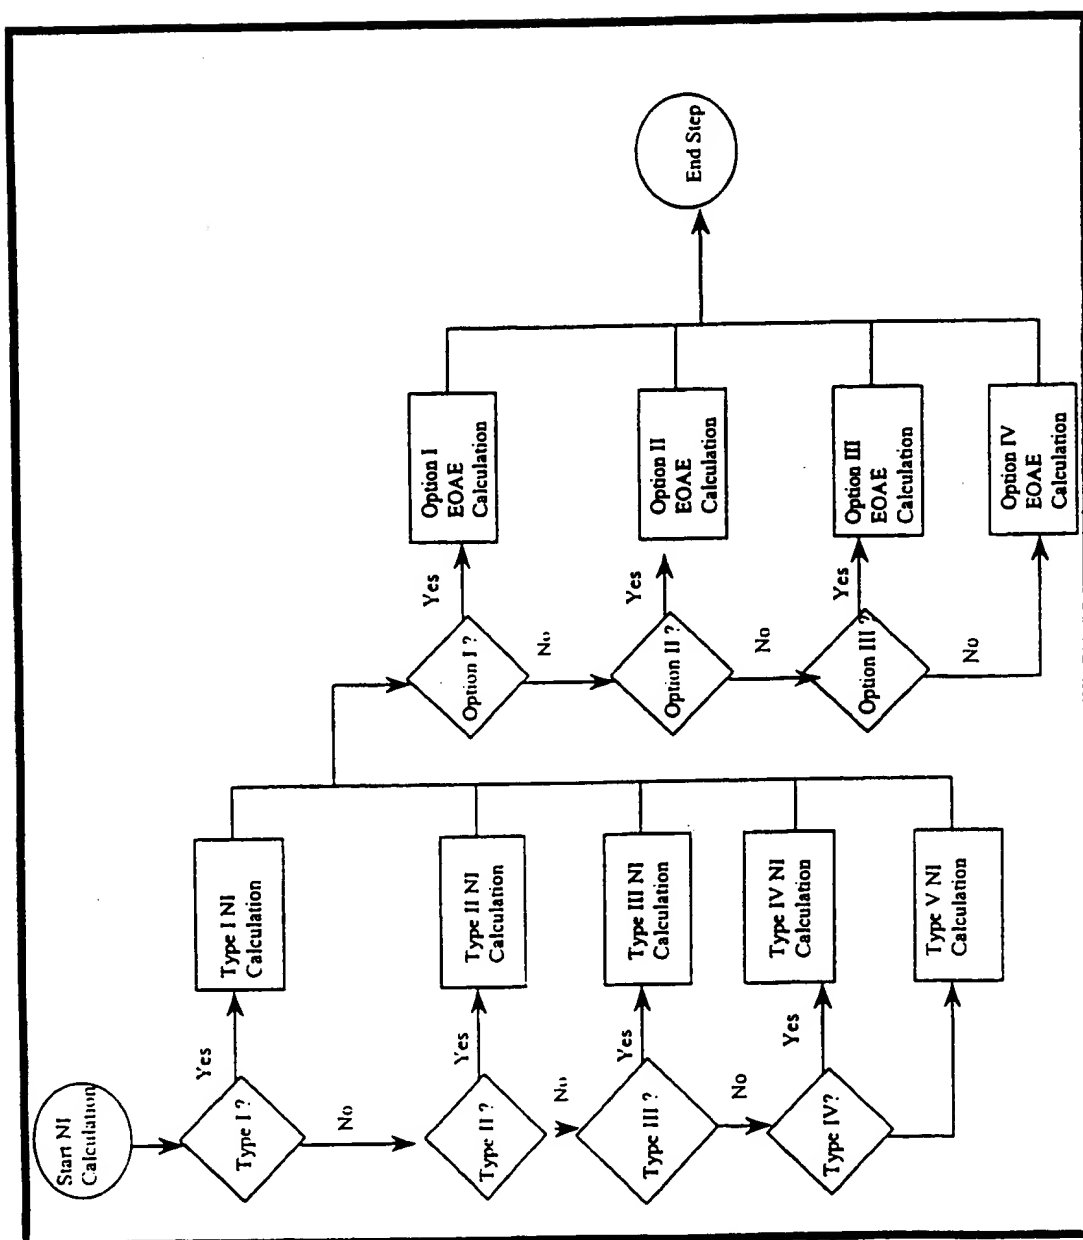 Start NI
Calculation
Type I ?
Yes
Type I NI
Calculation
No
Type II ?
Yes
Type II NI
Calculation
No
Type III ?
Yes
Type III NI
Calculation
No
Type IV?
Yes
Type IV NI
Calculation
Type V NI
Calculation
Option I ?
Yes
Option I
EOAE
Calculation
No
Option II ?
Yes
Option II
EOAE
Calculation
No
Option III ?
Yes
Option III
EOAE
Calculation
No
Option IV
EOAE
Calculation
End Step